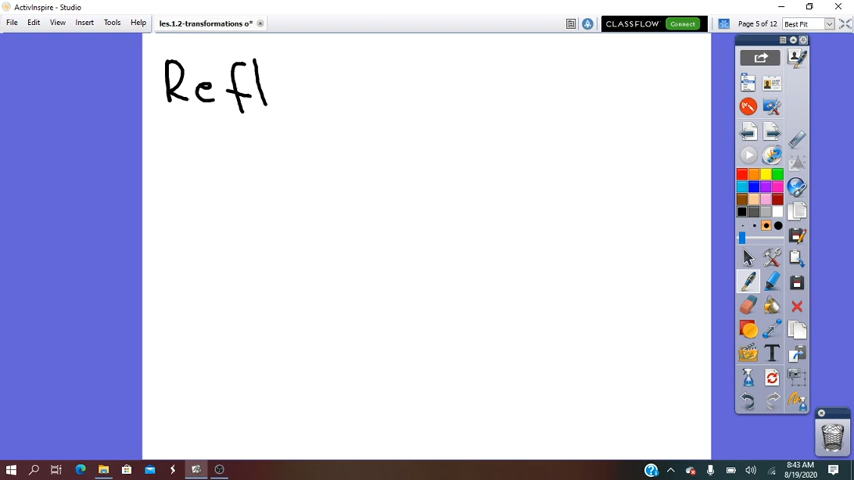 ActivInspire - Studio
File Edit View Insert Tools Help
les.1.2-transformations o*
CLASSFLOW Connect
Page 5 of 12
Best Fit
Refl
T
8:43 AM
8/19/2020